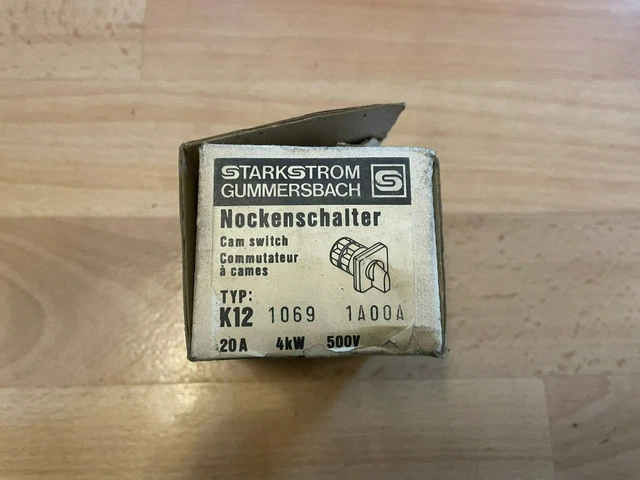 STARKSTROM
GUMMERSBACH
S
Nockenschalter
Cam switch
Commutateur
à cames
TYP:
K12 1069 1A00A
20A 4kW 500V